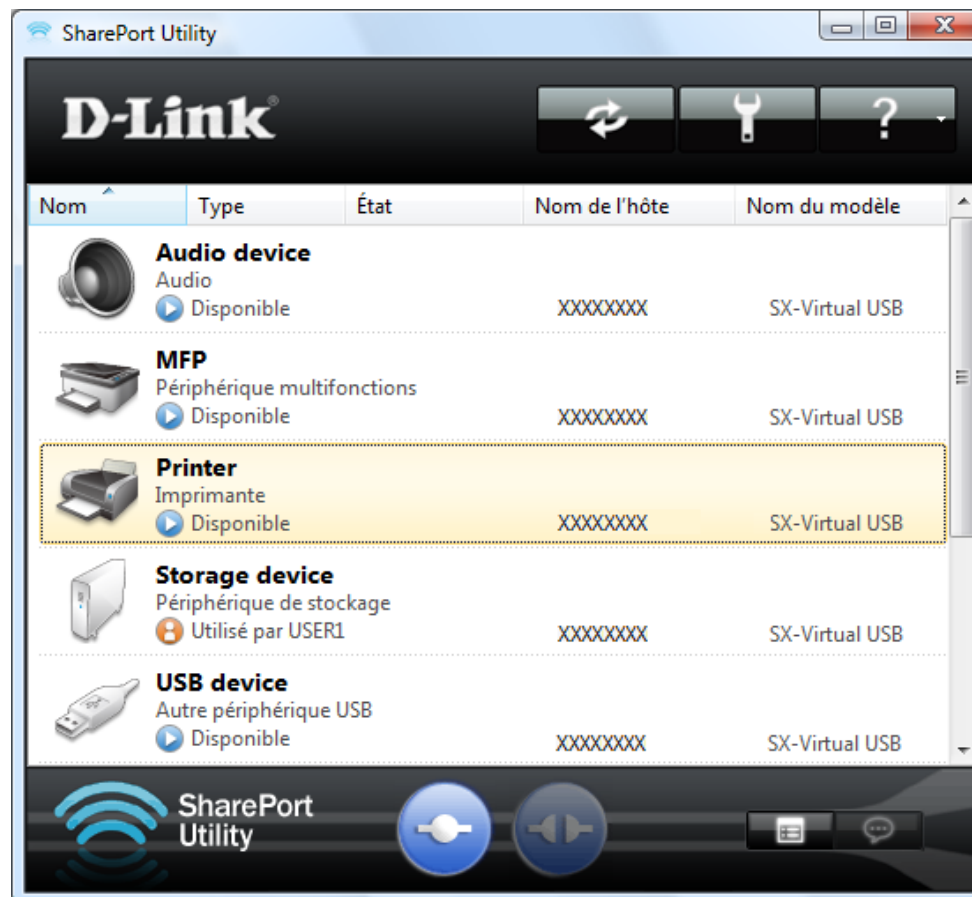 SharePort Utility
D-Link®
?
Nom Type État Nom de l'hôte Nom du modèle
Audio device
Audio
Disponible XXXXXXXX SX-Virtual USB
MFP
Périphérique multifonctions
Disponible XXXXXXXX SX-Virtual USB
Printer
Imprimante
Disponible XXXXXXXX SX-Virtual USB
Storage device
Périphérique de stockage
Utilisé par USER1 XXXXXXXX SX-Virtual USB
USB device
Autre périphérique USB
Disponible XXXXXXXX SX-Virtual USB
SharePort
Utility